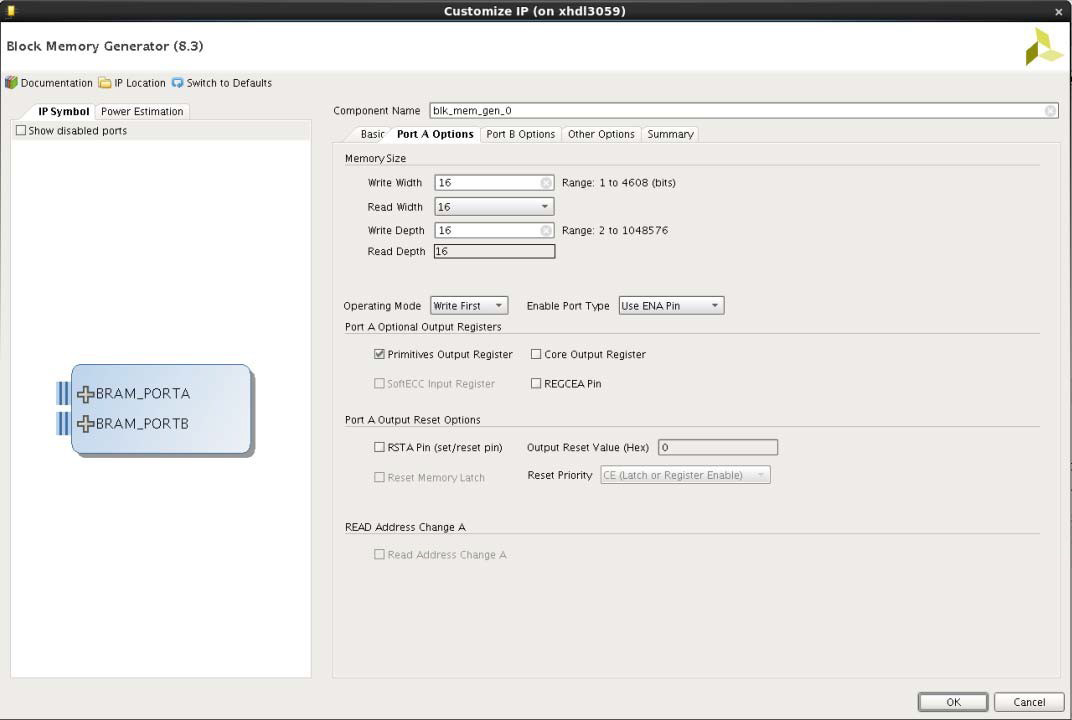 Customize IP (on xhdl3059)
Block Memory Generator (8.3)
Documentation IP Location Switch to Defaults
IP Symbol Power Estimation
Show disabled ports
BRAM_PORTA
BRAM_PORTB
Component Name blk_mem_gen_0
Basic Port A Options Port B Options Other Options Summary
Memory Size
Write Width 16 Range: 1 to 4608 (bits)
Read Width 16
Write Depth 16 Range: 2 to 1048576
Read Depth 16
Operating Mode Write First Enable Port Type Use ENA Pin
Port A Optional Output Registers
Primitives Output Register Core Output Register
SoftECC Input Register REGCEA Pin
Port A Output Reset Options
RSTA Pin (set/reset pin) Output Reset Value (Hex) 0
Reset Memory Latch Reset Priority CE (Latch or Register Enable)
READ Address Change A
Read Address Change A
OK Cancel